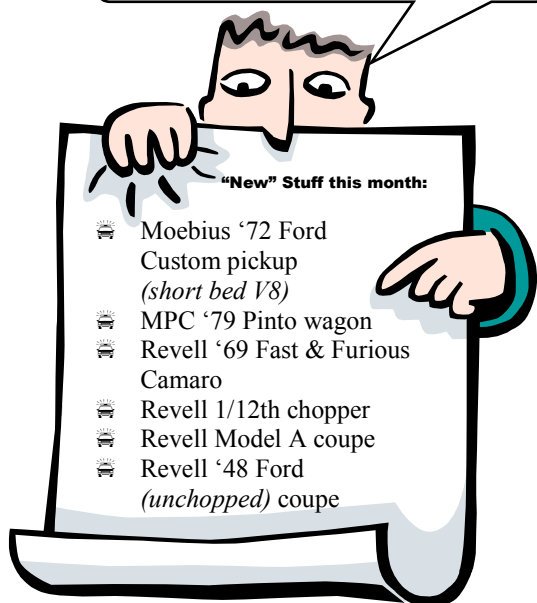 “New” Stuff this month:
Moebius ‘72 Ford
Custom pickup
(short bed V8)
MPC ‘79 Pinto wagon
Revell ‘69 Fast & Furious
Camaro
Revell 1/12th chopper
Revell Model A coupe
Revell ‘48 Ford
(unchopped) coupe